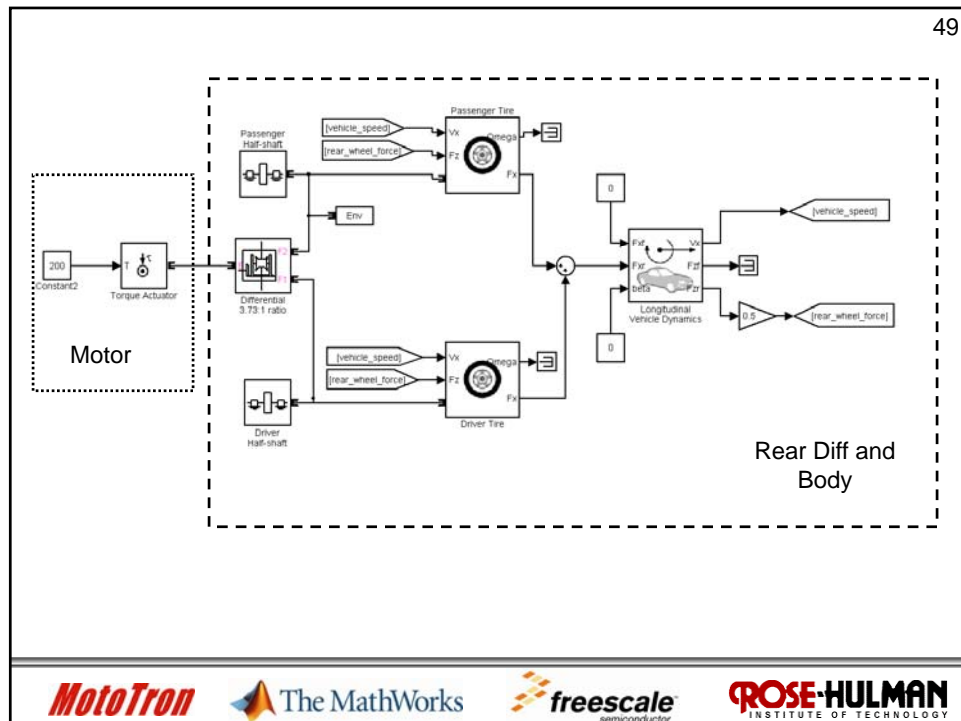 49
Passenger Tire
[vehicle_speed]
Vx
Omega
[rear_wheel_force]
Fz
Fx
Passenger
Half-shaft
Env
0
[vehicle_speed]
Fxf
Vx
Fxr
Fzf
beta
Fzr
Longitudinal
Vehicle Dynamics
0.5
[rear_wheel_force]
0
200
Constant2
T
τ
Torque Actuator
Motor
Differential
3.73:1 ratio
[vehicle_speed]
Vx
Omega
[rear_wheel_force]
Fz
Fx
Driver Tire
Driver
Half-shaft
Rear Diff and
Body
MotoTron
The MathWorks
freescale
semiconductor
ROSE-HULMAN
INSTITUTE OF TECHNOLOGY